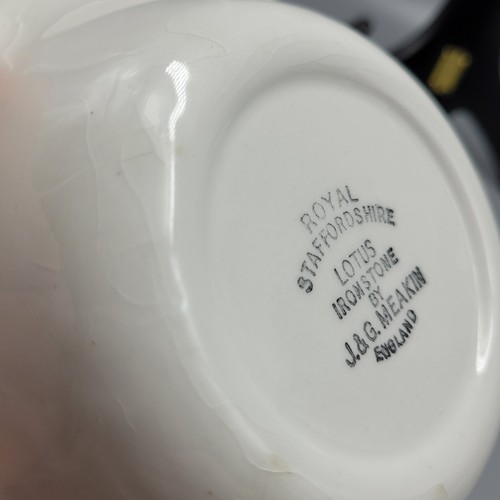 ROYAL
STAFFORDSHIRE
LOTUS
IRONSTONE
BY
J.&G. MEAKIN
ENGLAND